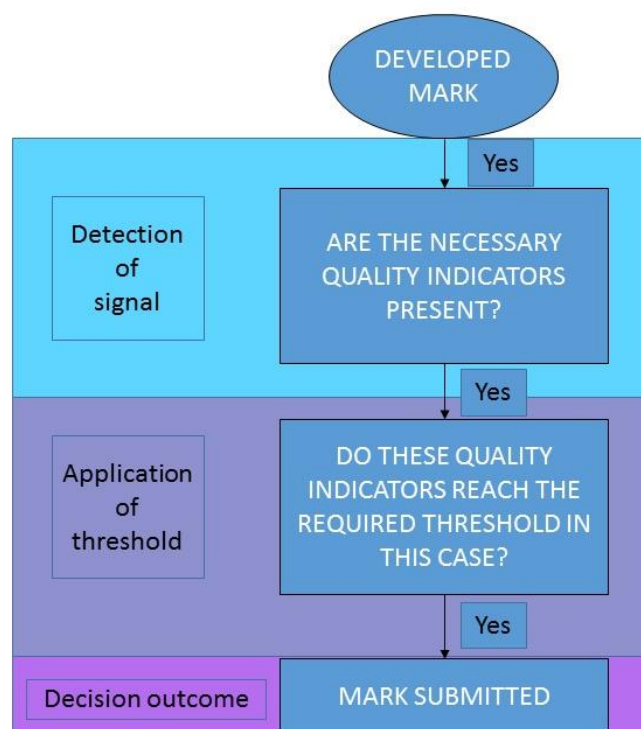 DEVELOPED
MARK
Yes
Detection
of
signal
ARE THE NECESSARY
QUALITY INDICATORS
PRESENT?
Yes
Application
of
threshold
DO THESE QUALITY
INDICATORS REACH THE
REQUIRED THRESHOLD IN
THIS CASE?
Yes
Decision outcome
MARK SUBMITTED